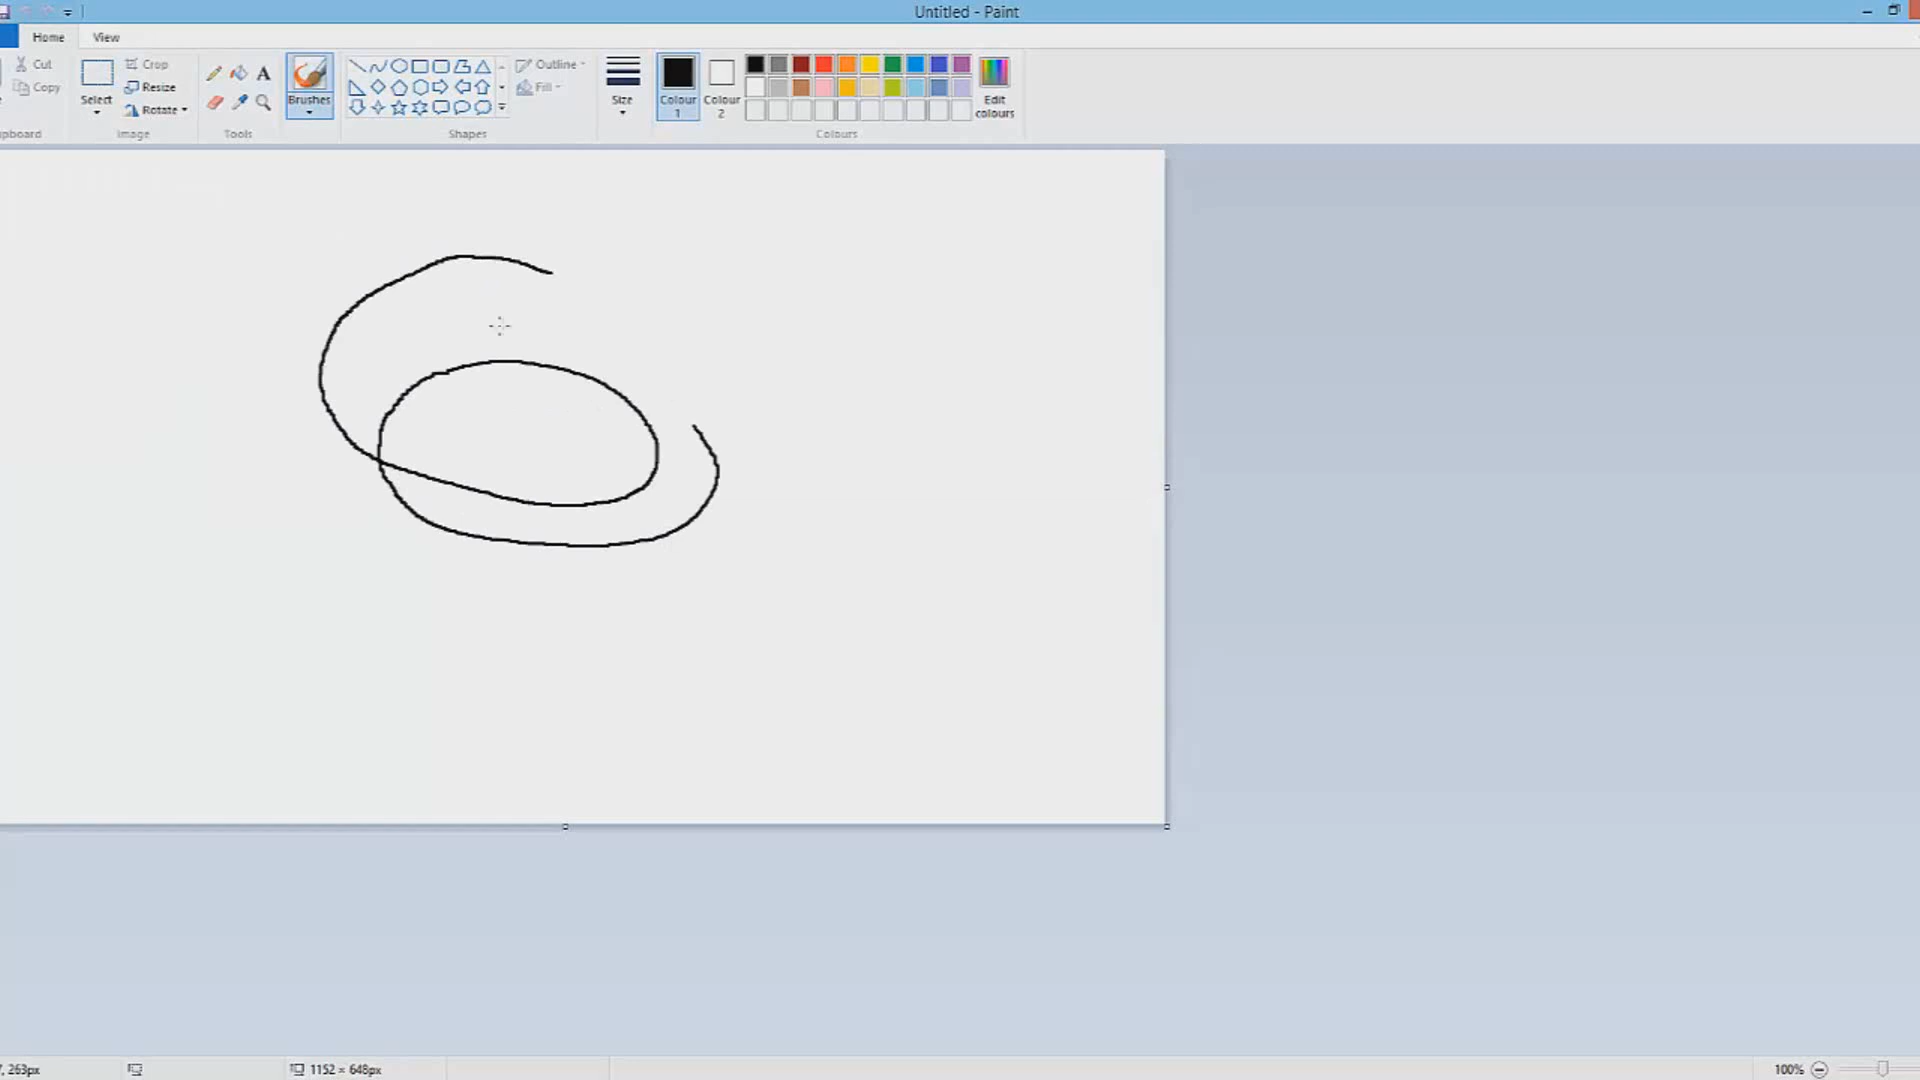 Untitled - Paint
Home View
Cut
Copy
Select
Crop
Resize
Rotate
Image
Tools
Brushes
Outline
Fill
Shapes
Size
Colour 1
Colour 2
Edit colours
Colours
263px
1152 × 648px
100%